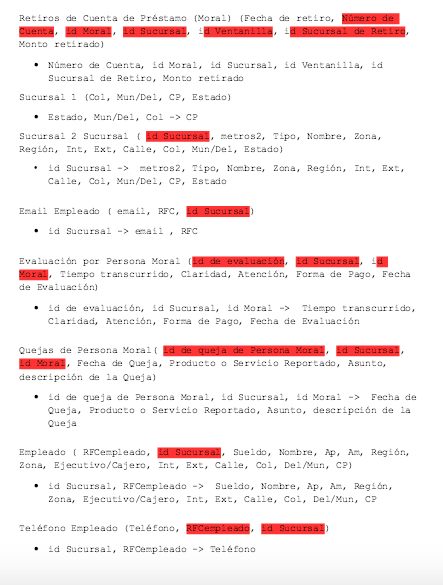 Retiros de Cuenta de Préstamo (Moral) (Fecha de retiro, Número de
Cuenta, id Moral, id Sucursal, id Ventanilla, id Sucursal de Retiro,
Monto retirado)
• Número de Cuenta, id Moral, id Sucursal, id Ventanilla, id
Sucursal de Retiro, Monto retirado
Sucursal 1 (Col, Mun/Del, CP, Estado)
• Estado, Mun/Del, Col -> CP
Sucursal 2 Sucursal ( id Sucursal, metros2, Tipo, Nombre, Zona,
Región, Int, Ext, Calle, Col, Mun/Del, Estado)
• id Sucursal -> metros2, Tipo, Nombre, Zona, Región, Int, Ext,
Calle, Col, Mun/Del, CP, Estado
Email Empleado ( email, RFC, id Sucursal)
• id Sucursal -> email , RFC
Evaluación por Persona Moral (id de evaluación, id Sucursal, id
Moral, Tiempo transcurrido, Claridad, Atención, Forma de Pago, Fecha
de Evaluación)
• id de evaluación, id Sucursal, id Moral -> Tiempo transcurrido,
Claridad, Atención, Forma de Pago, Fecha de Evaluación
Quejas de Persona Moral( id de queja de Persona Moral, id Sucursal,
id Moral, Fecha de Queja, Producto o Servicio Reportado, Asunto,
descripción de la Queja)
• id de queja de Persona Moral, id Sucursal, id Moral -> Fecha de
Queja, Producto o Servicio Reportado, Asunto, descripción de la
Queja
Empleado ( RFCempleado, id Sucursal, Sueldo, Nombre, Ap, Am, Región,
Zona, Ejecutivo/Cajero, Int, Ext, Calle, Col, Del/Mun, CP)
• id Sucursal, RFCempleado -> Sueldo, Nombre, Ap, Am, Región,
Zona, Ejecutivo/Cajero, Int, Ext, Calle, Col, Del/Mun, CP
Teléfono Empleado (Teléfono, RFCempleado, id Sucursal)
• id Sucursal, RFCempleado -> Teléfono